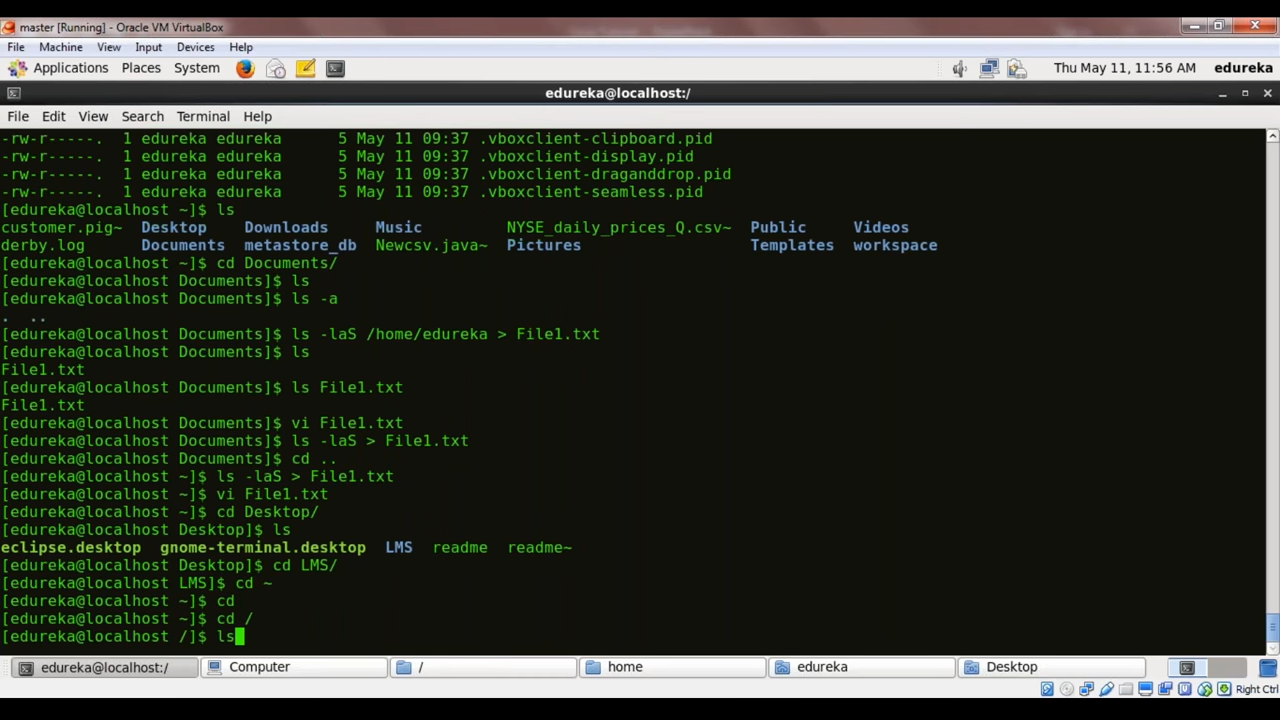 master [Running] - Oracle VM VirtualBox
File Machine View Input Devices Help
Applications Places System Thu May 11, 11:56 AM edureka
edureka@localhost:/
File Edit View Search Terminal Help
-rw-r-----. 1 edureka edureka 5 May 11 09:37 .vboxclient-clipboard.pid
-rw-r-----. 1 edureka edureka 5 May 11 09:37 .vboxclient-display.pid
-rw-r-----. 1 edureka edureka 5 May 11 09:37 .vboxclient-draganddrop.pid
-rw-r-----. 1 edureka edureka 5 May 11 09:37 .vboxclient-seamless.pid
[edureka@localhost ~]$ ls
customer.pig~ Desktop Downloads Music NYSE_daily_prices_Q.csv~ Public Videos
derby.log Documents metastore_db Newcsv.java~ Pictures Templates workspace
[edureka@localhost ~]$ cd Documents/
[edureka@localhost Documents]$ ls
[edureka@localhost Documents]$ ls -a
. ..
[edureka@localhost Documents]$ ls -laS /home/edureka > File1.txt
[edureka@localhost Documents]$ ls
File1.txt
[edureka@localhost Documents]$ ls File1.txt
File1.txt
[edureka@localhost Documents]$ vi File1.txt
[edureka@localhost Documents]$ ls -laS > File1.txt
[edureka@localhost Documents]$ cd ..
[edureka@localhost ~]$ ls -laS > File1.txt
[edureka@localhost ~]$ vi File1.txt
[edureka@localhost ~]$ cd Desktop/
[edureka@localhost Desktop]$ ls
eclipse.desktop gnome-terminal.desktop LMS readme readme~
[edureka@localhost Desktop]$ cd LMS/
[edureka@localhost LMS]$ cd ~
[edureka@localhost ~]$ cd
[edureka@localhost ~]$ cd /
[edureka@localhost /]$ ls
edureka@localhost:/ Computer / home edureka Desktop
Right Ctrl